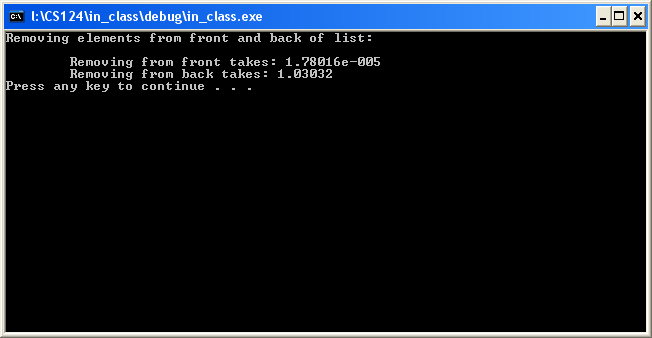 I:\CS124\in_class\debug\in_class.exe
Removing elements from front and back of list:
Removing from front takes: 1.78016e-005
Removing from back takes: 1.03032
Press any key to continue . . .